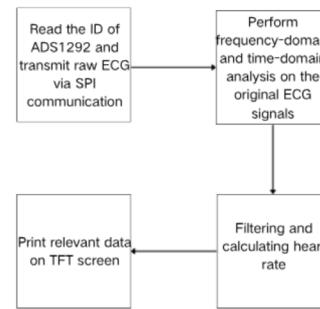 Read the ID of
ADS1292 and
transmit raw ECG
via SPI
communication
Perform
frequency-doma
and time-domain
analysis on the
original ECG
signals
Filtering and
calculating hear
rate
Print relevant data
on TFT screen